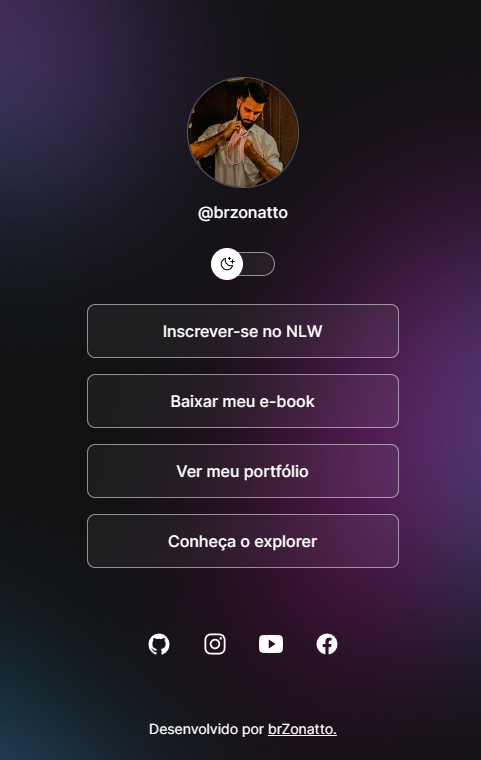 @brzonatto
Inscrever-se no NLW
Baixar meu e-book
Ver meu portfólio
Conheça o explorer
Desenvolvido por brZonatto.